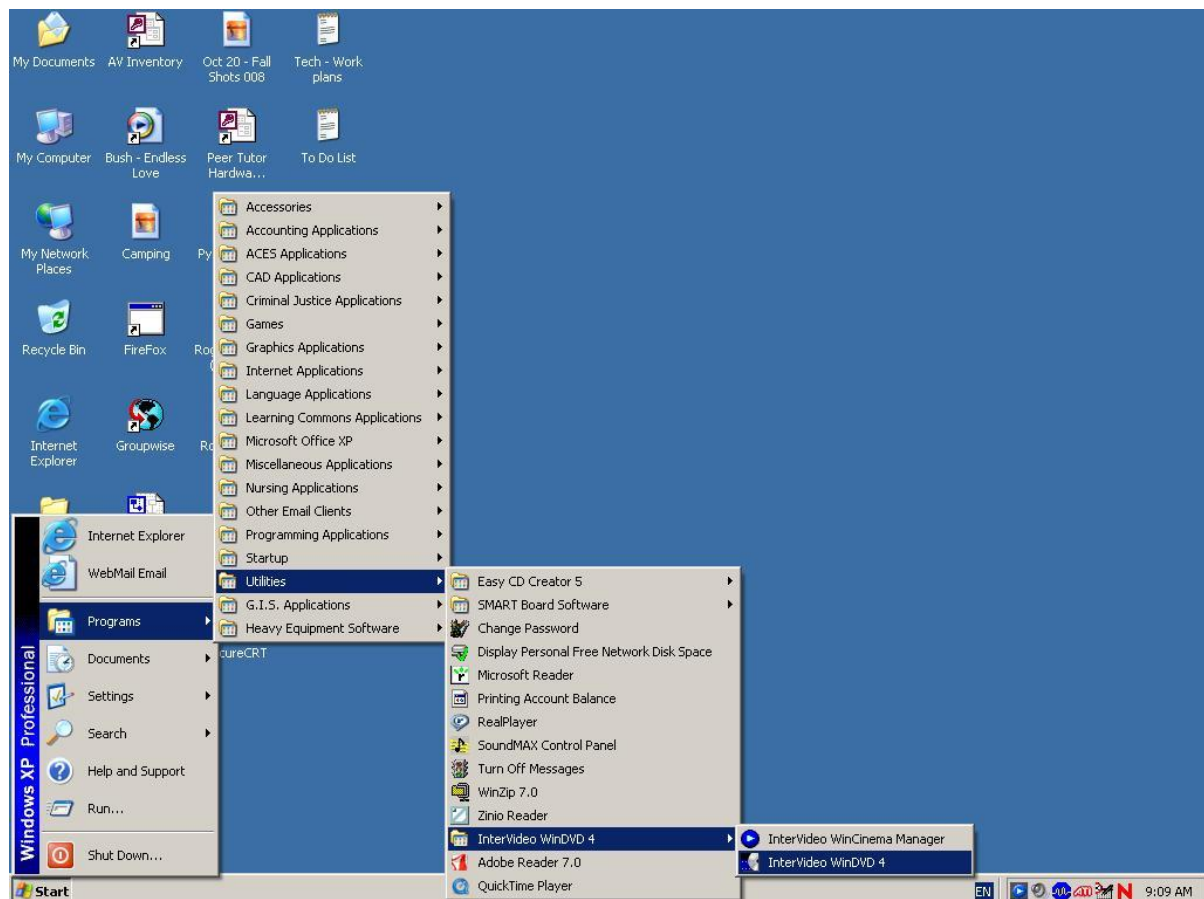 My Documents
AV Inventory
Oct 20 - Fall
Shots 008
Tech - Work
plans
My Computer
Bush - Endless
Love
Peer Tutor
Hardwa...
To Do List
My Network
Places
Camping
Py
Recycle Bin
FireFox
Internet
Explorer
Groupwise
cureCRT
Accessories
Accounting Applications
ACES Applications
CAD Applications
Criminal Justice Applications
Games
Graphics Applications
Internet Applications
Language Applications
Learning Commons Applications
Microsoft Office XP
Miscellaneous Applications
Nursing Applications
Other Email Clients
Programming Applications
Startup
Utilities
G.I.S. Applications
Heavy Equipment Software
Windows XP Professional
Internet Explorer
WebMail Email
Programs
Documents
Settings
Search
Help and Support
Run...
Shut Down...
Easy CD Creator 5
SMART Board Software
Change Password
Display Personal Free Network Disk Space
Microsoft Reader
Printing Account Balance
RealPlayer
SoundMAX Control Panel
Turn Off Messages
WinZip 7.0
Zinio Reader
InterVideo WinDVD 4
Adobe Reader 7.0
QuickTime Player
InterVideo WinCinema Manager
InterVideo WinDVD 4
Start
EN
N
9:09 AM